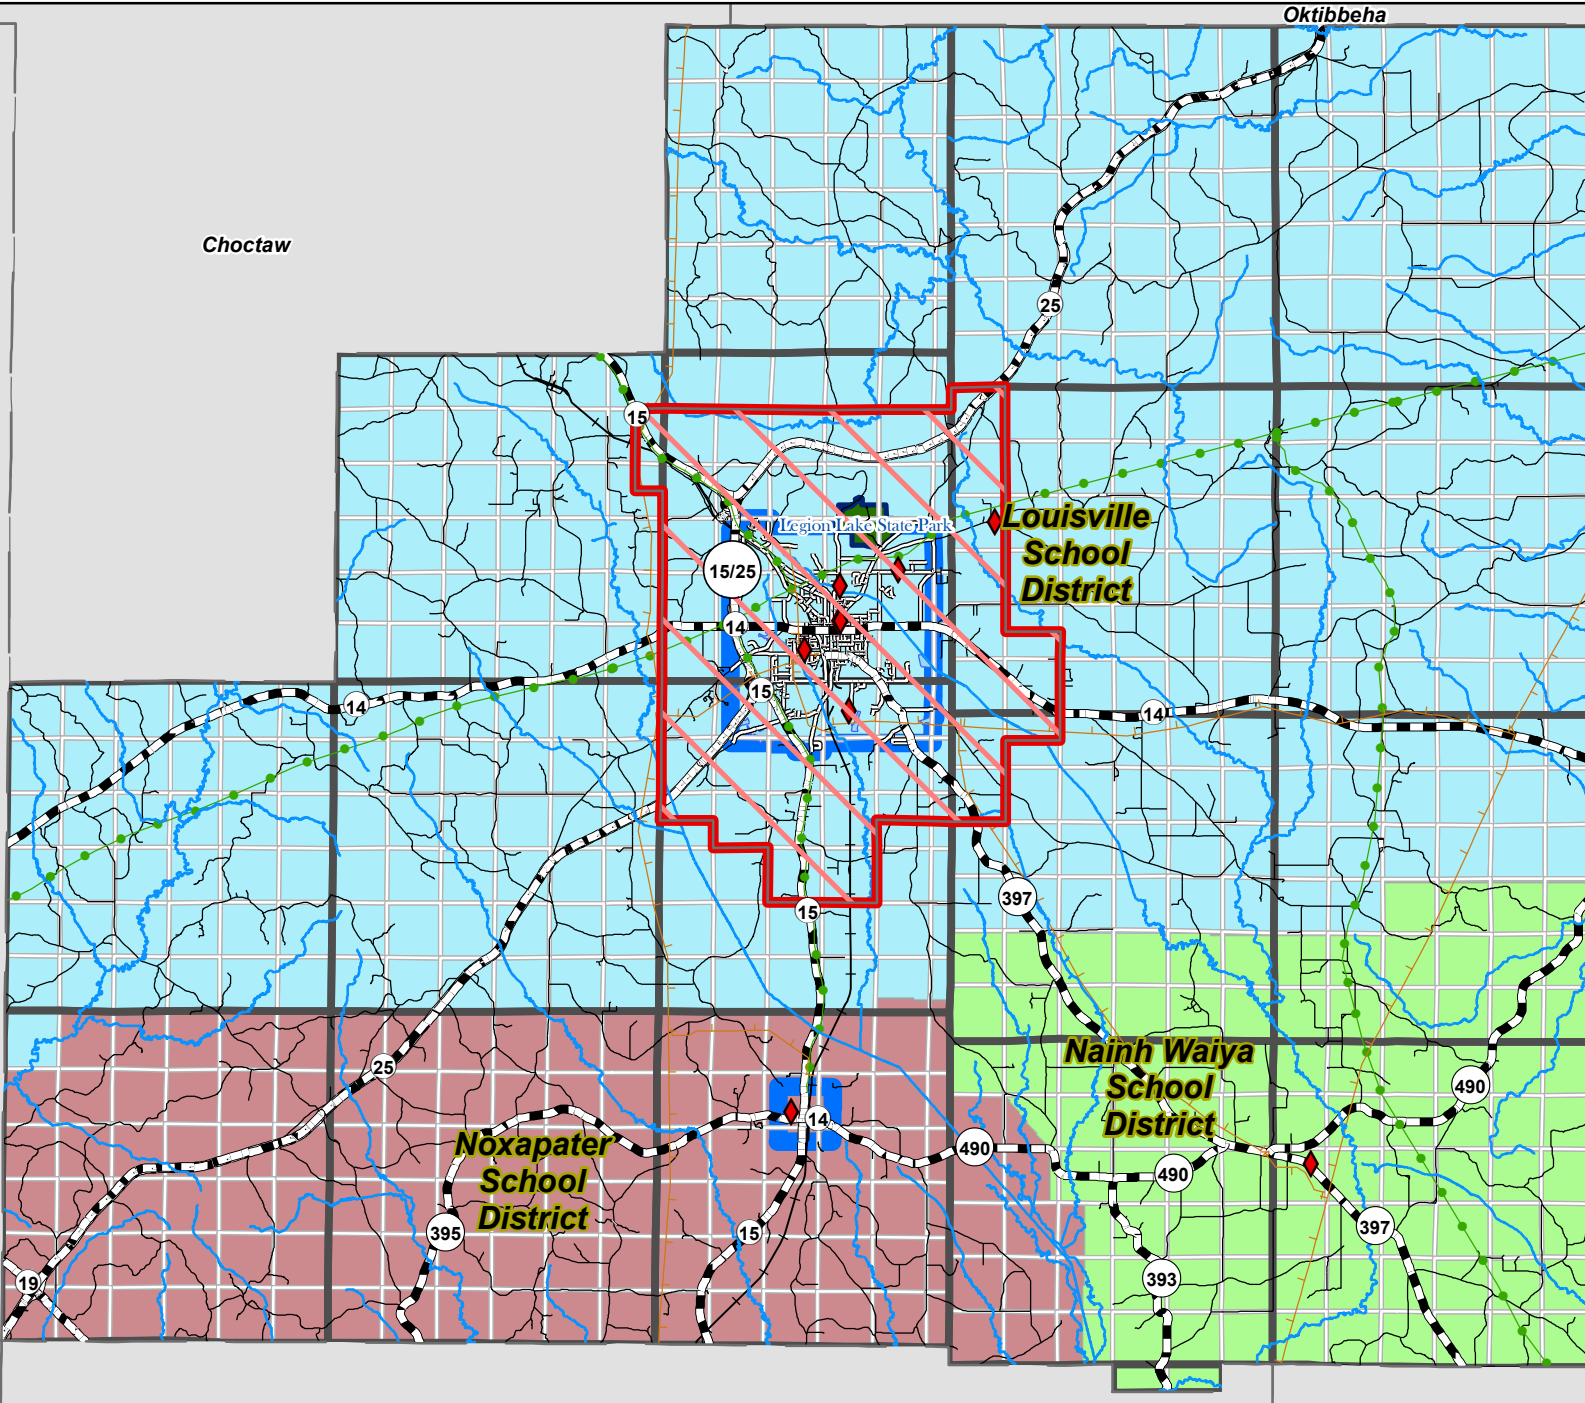 Oktibbeha
Choctaw
25
15
Louisville
School
District
Legion Lake State Park
15/25
14
15
14
14
397
15
Nainh Waiya
School
District
25
490
14
490
490
Noxapater
School
District
395
15
397
393
19